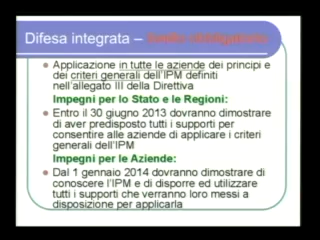 Difesa integrata – livello obbligatorio
Applicazione in tutte le aziende dei principi e
dei criteri generali dell'IPM definiti
nell'allegato III della Direttiva
Impegni per lo Stato e le Regioni:
Entro il 30 giugno 2013 dovranno dimostrare
di aver predisposto tutti i supporti per
consentire alle aziende di applicare i criteri
generali dell'IPM
Impegni per le Aziende:
Dal 1 gennaio 2014 dovranno dimostrare di
conoscere l'IPM e di disporre ed utilizzare
tutti i supporti che verranno loro messi a
disposizione per applicarla